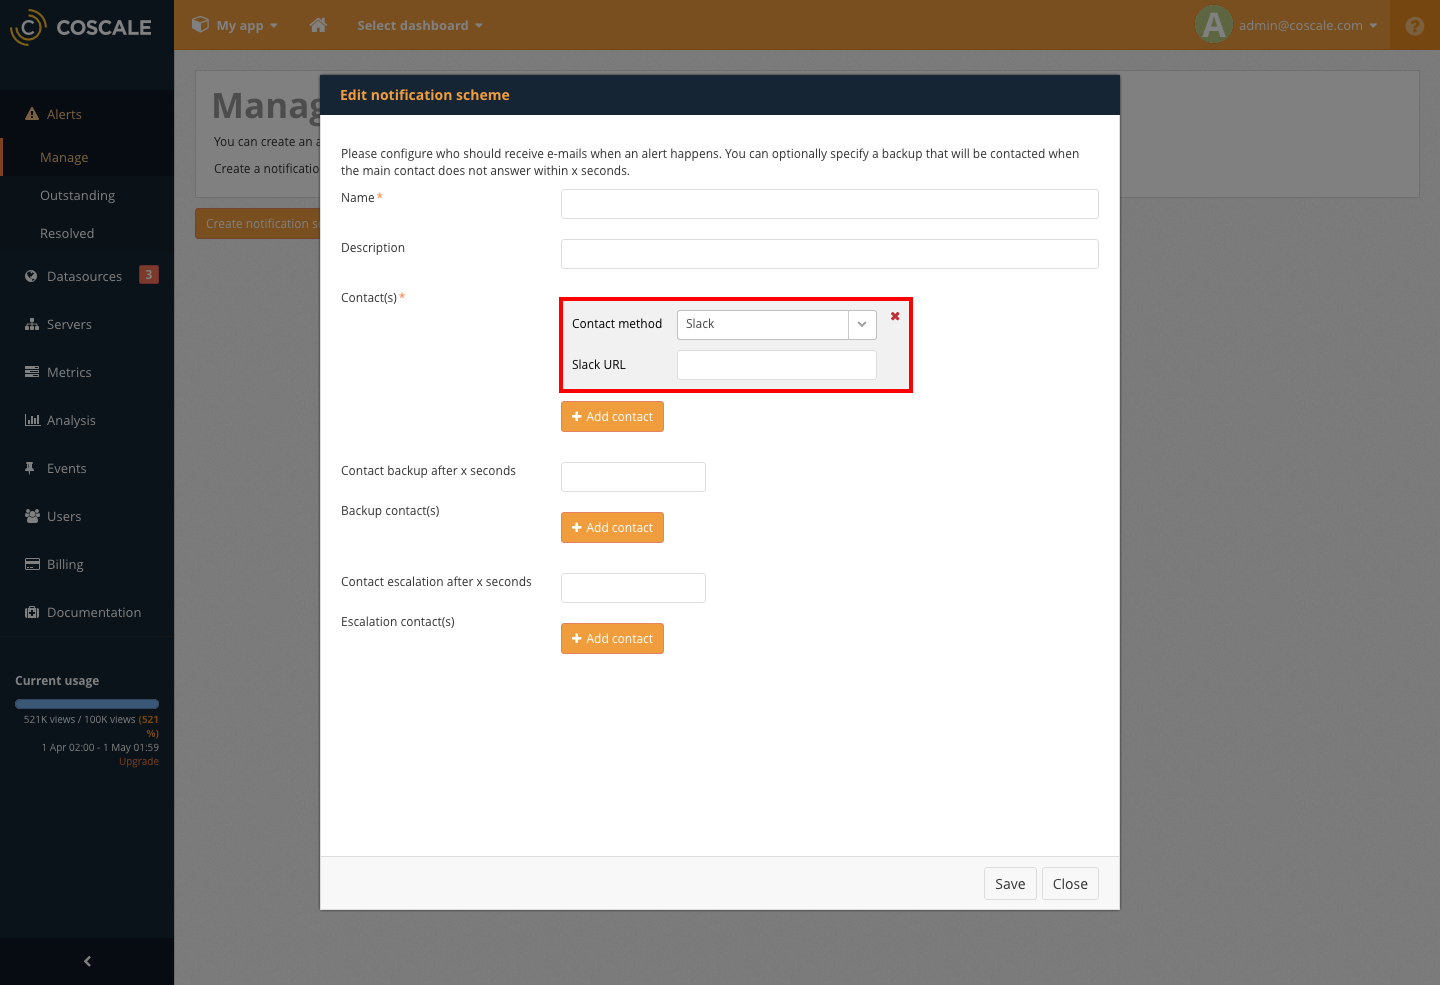 COSCALE
My app
Select dashboard
A
admin@coscale.com
?
Alerts
Manage
Outstanding
Resolved
Datasources
3
Servers
Metrics
Analysis
Events
Users
Billing
Documentation
Current usage
521K views / 100K views (521
%)
1 Apr 02:00 - 1 May 01:59
Upgrade
Manag
You can create an a
Create a notificatio
Create notification s
Edit notification scheme
Please configure who should receive e-mails when an alert happens. You can optionally specify a backup that will be contacted when
the main contact does not answer within x seconds.
Name *
Description
Contact(s) *
Contact method
Slack
Slack URL
Add contact
Contact backup after x seconds
Backup contact(s)
Add contact
Contact escalation after x seconds
Escalation contact(s)
Add contact
Save
Close